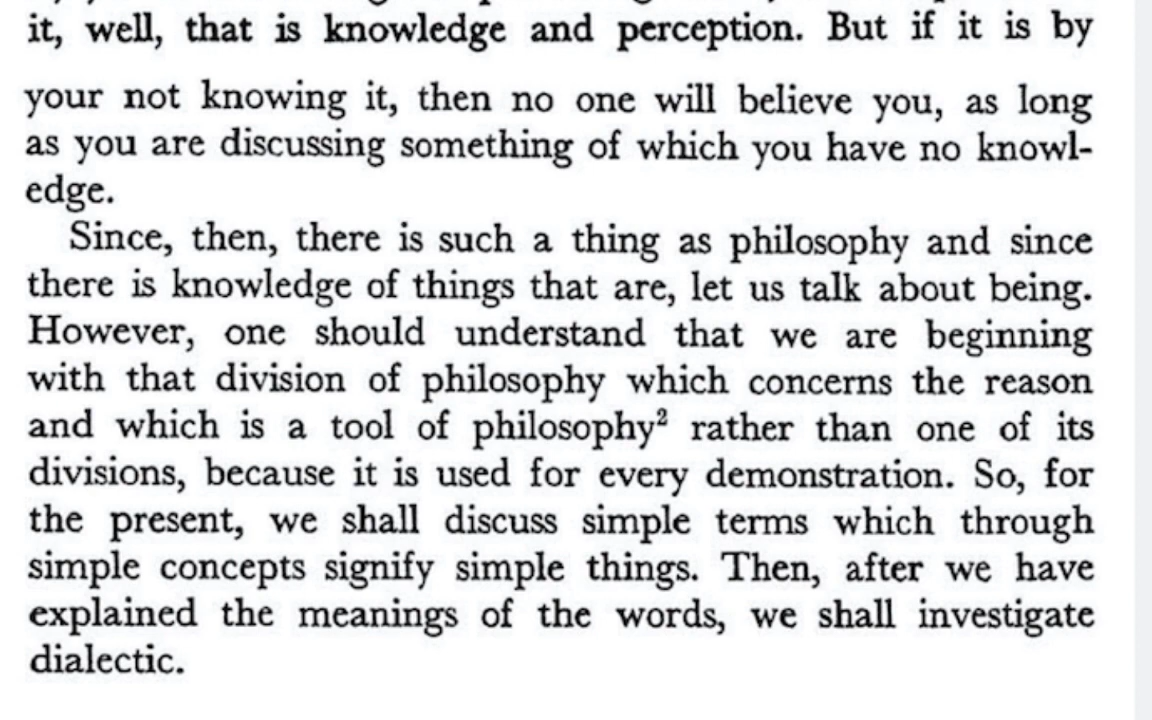 it, well, that is knowledge and perception. But if it is by
your not knowing it, then no one will believe you, as long
as you are discussing something of which you have no knowl-
edge.
Since, then, there is such a thing as philosophy and since
there is knowledge of things that are, let us talk about being.
However, one should understand that we are beginning
with that division of philosophy which concerns the reason
and which is a tool of philosophy² rather than one of its
divisions, because it is used for every demonstration. So, for
the present, we shall discuss simple terms which through
simple concepts signify simple things. Then, after we have
explained the meanings of the words, we shall investigate
dialectic.